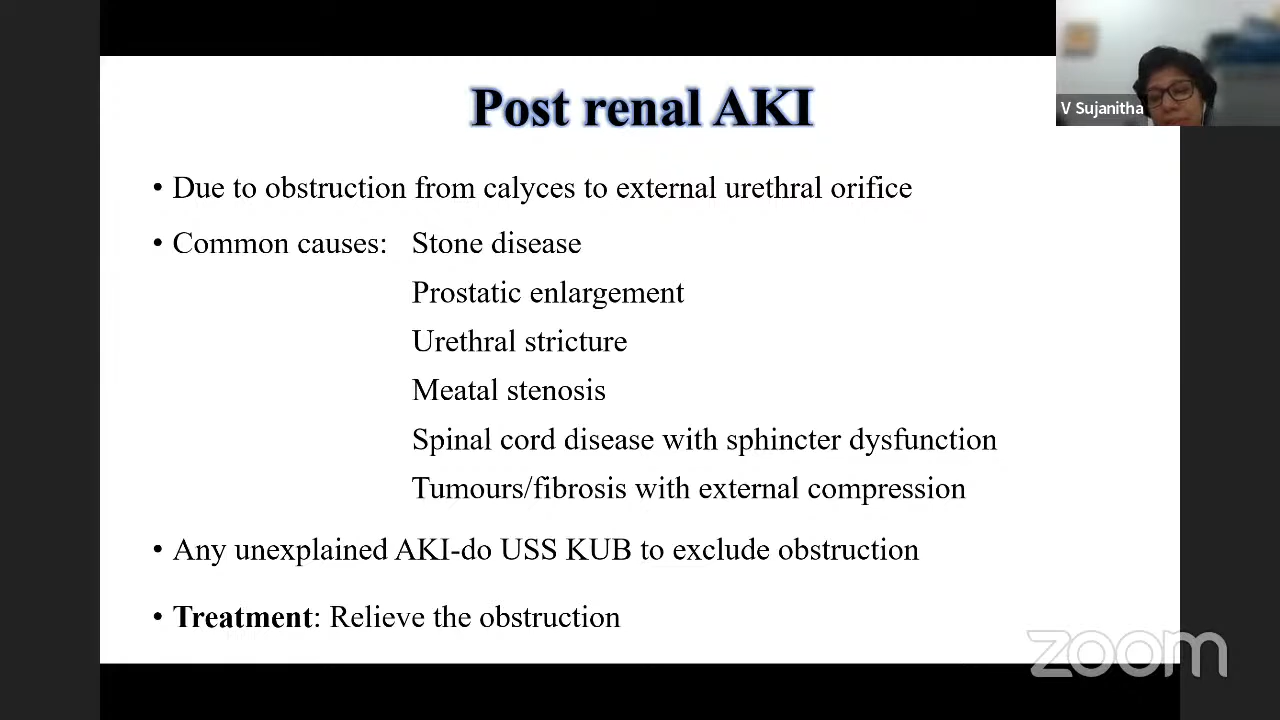 Post renal AKI
V Sujanitha
• Due to obstruction from calyces to external urethral orifice
• Common causes: Stone disease
Prostatic enlargement
Urethral stricture
Meatal stenosis
Spinal cord disease with sphincter dysfunction
Tumours/fibrosis with external compression
• Any unexplained AKI-do USS KUB to exclude obstruction
• Treatment: Relieve the obstruction
zoom